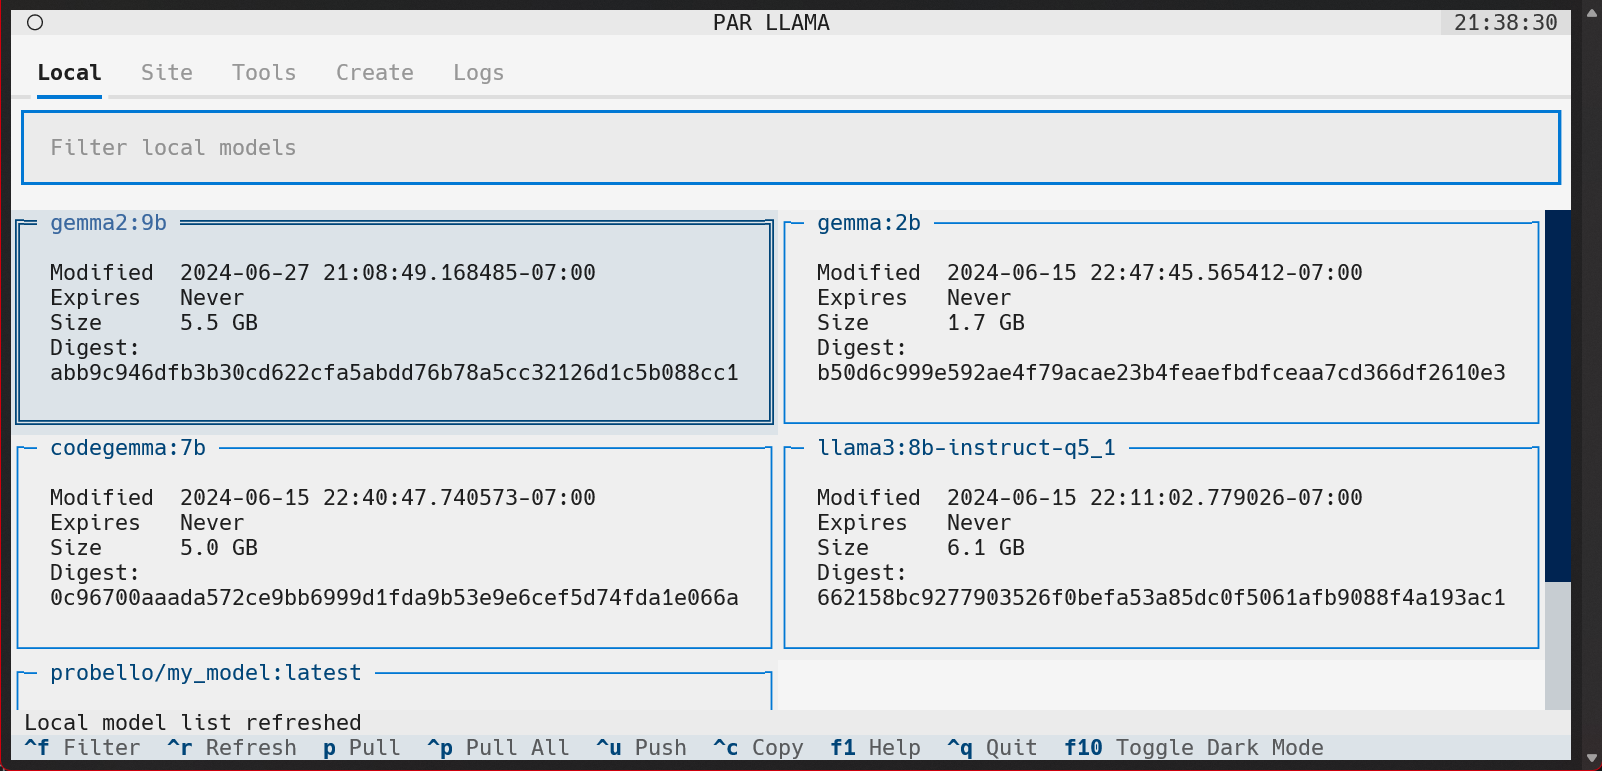 PAR LLAMA 21:38:30
Local Site Tools Create Logs
Filter local models
gemma2:9b
Modified 2024-06-27 21:08:49.168485-07:00
Expires Never
Size 5.5 GB
Digest:
abb9c946dfb3b30cd622cfa5abdd76b78a5cc32126d1c5b088cc1
gemma:2b
Modified 2024-06-15 22:47:45.565412-07:00
Expires Never
Size 1.7 GB
Digest:
b50d6c999e592ae4f79acae23b4feaefbdfceaa7cd366df2610e3
codegemma:7b
Modified 2024-06-15 22:40:47.740573-07:00
Expires Never
Size 5.0 GB
Digest:
0c96700aaada572ce9bb6999d1fda9b53e9e6cef5d74fda1e066a
llama3:8b-instruct-q5_1
Modified 2024-06-15 22:11:02.779026-07:00
Expires Never
Size 6.1 GB
Digest:
662158bc9277903526f0befa53a85dc0f5061afb9088f4a193ac1
probello/my_model:latest
Local model list refreshed
^f Filter ^r Refresh p Pull ^p Pull All ^u Push ^c Copy f1 Help ^q Quit f10 Toggle Dark Mode